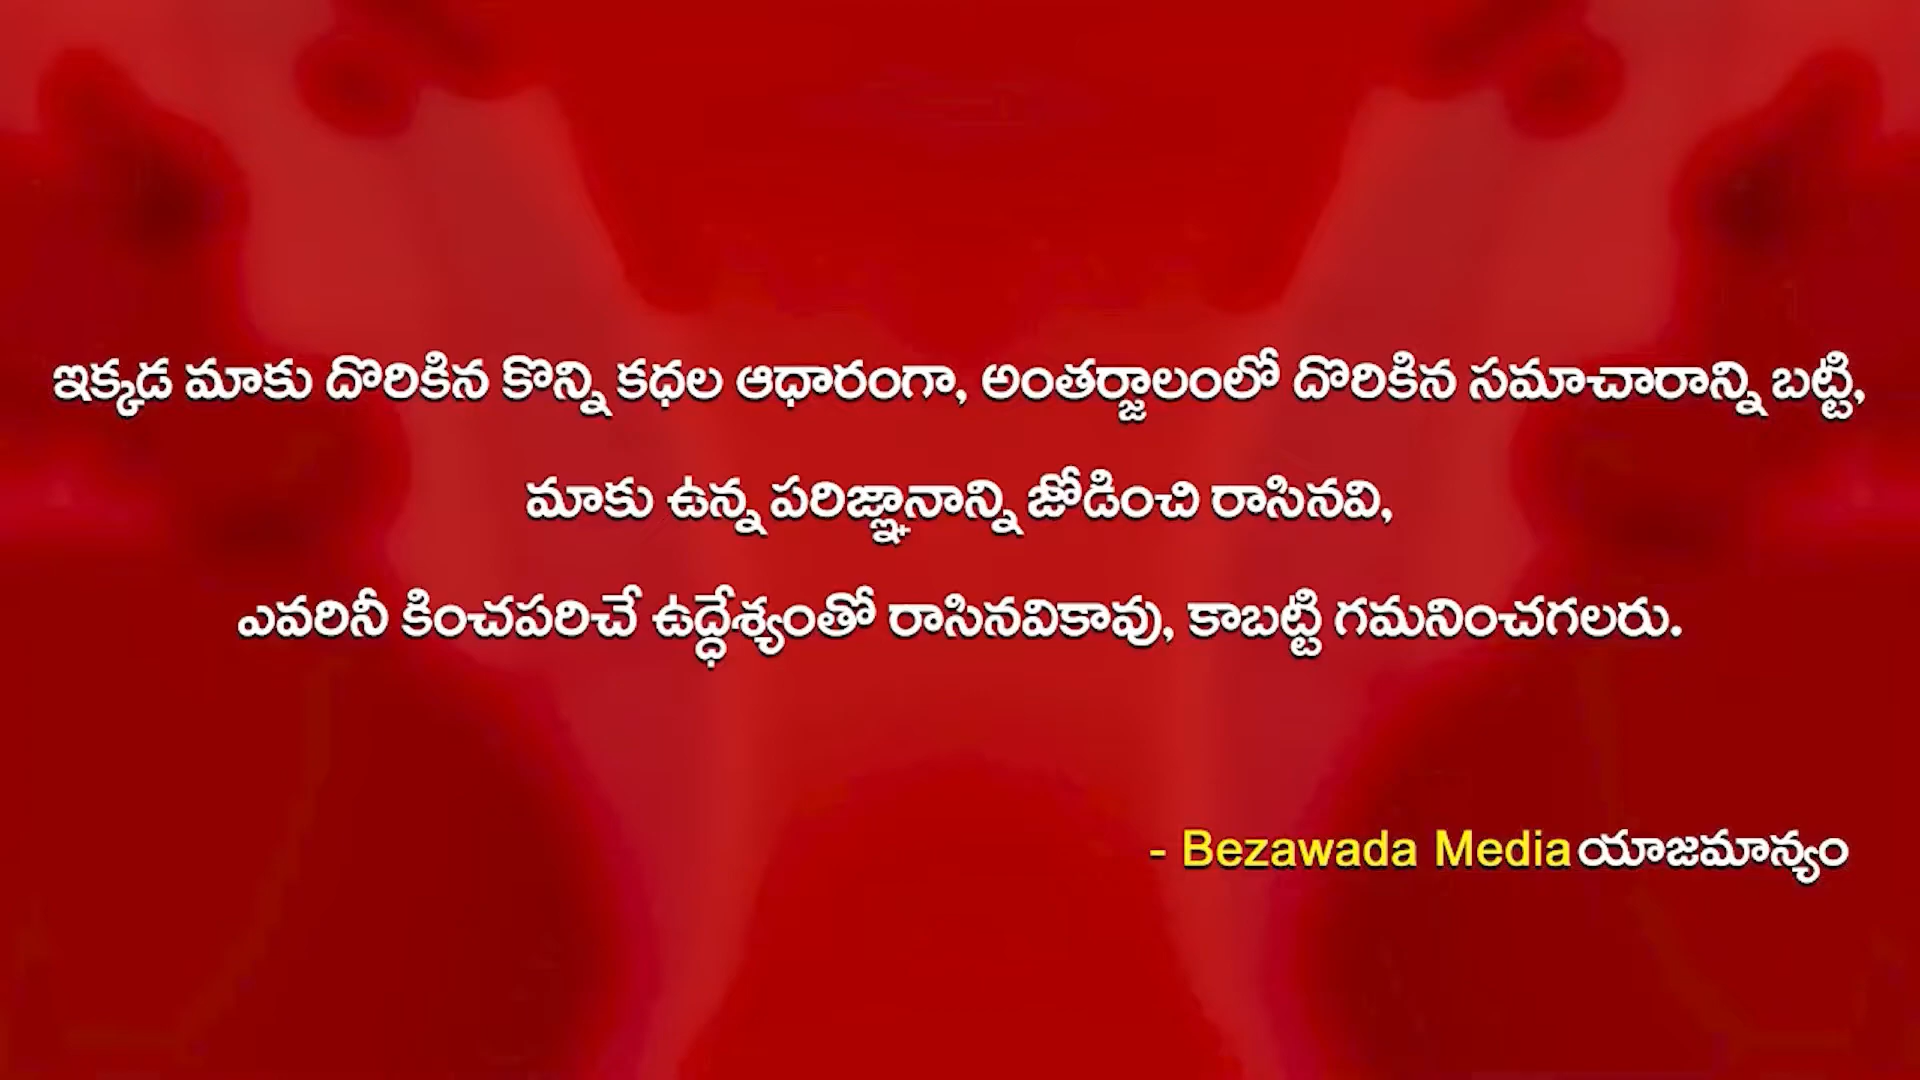 ఇక్కడ మాకు దొరికిన కొన్ని కధల ఆధారంగా, అంతర్జాలంలో దొరికిన సమాచారాన్ని బట్టి,
మాకు ఉన్న పరిజ్ఞానాన్ని జోడించి రాసినవి,
ఎవరినీ కించపరిచే ఉద్ధేశ్యంతో రాసినవికావు, కాబట్టి గమనించగలరు.
- Bezawada Media యాజమాన్యం